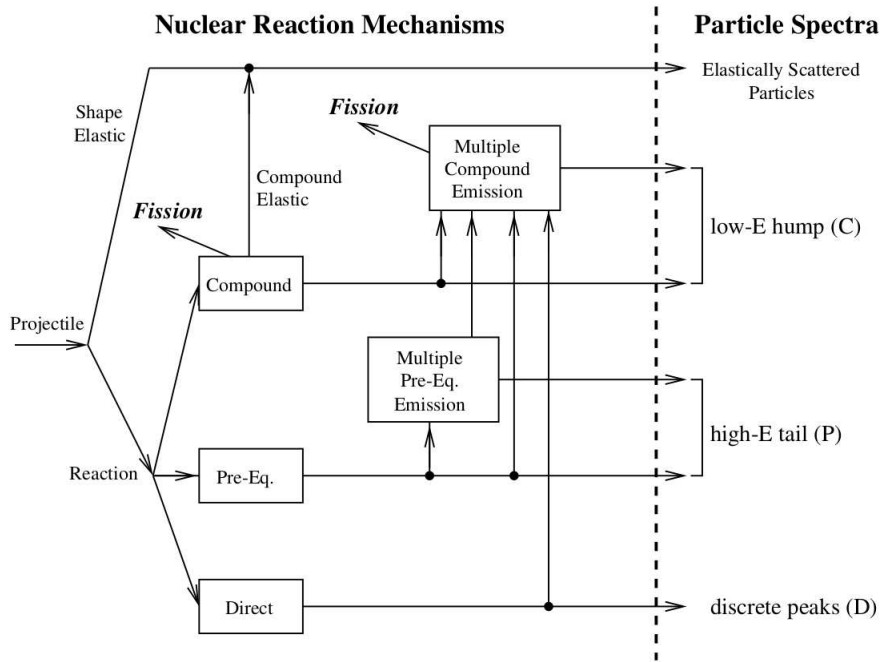 Nuclear Reaction Mechanisms
Particle Spectra
Elastically Scattered
Particles
Shape
Elastic
Fission
Multiple
Compound
Emission
Compound
Elastic
Fission
low-E hump (C)
Compound
Projectile
Multiple
Pre-Eq.
Emission
high-E tail (P)
Reaction
Pre-Eq.
Direct
discrete peaks (D)